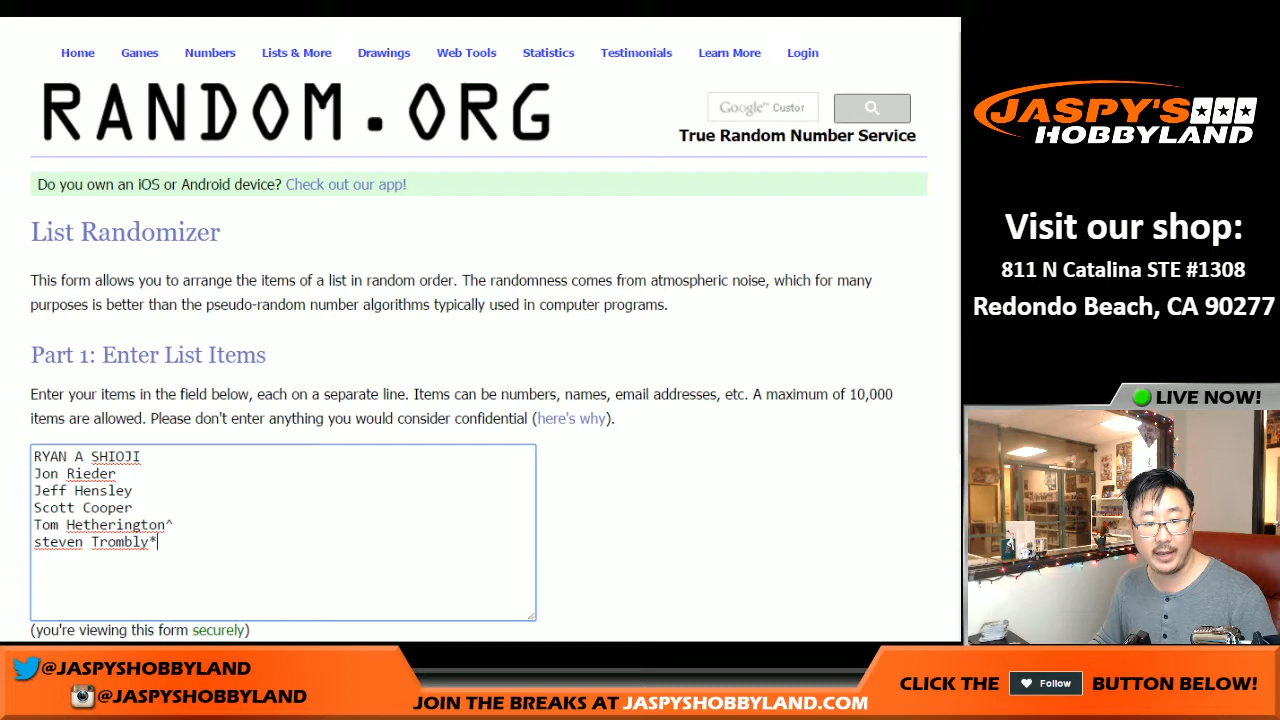 Home Games Numbers Lists & More Drawings Web Tools Statistics Testimonials Learn More Login
RANDOM.ORG
Google™ Custor
True Random Number Service
Do you own an iOS or Android device? Check out our app!
List Randomizer
This form allows you to arrange the items of a list in random order. The randomness comes from atmospheric noise, which for many
purposes is better than the pseudo-random number algorithms typically used in computer programs.
Part 1: Enter List Items
Enter your items in the field below, each on a separate line. Items can be numbers, names, email addresses, etc. A maximum of 10,000
items are allowed. Please don't enter anything you would consider confidential (here's why).
RYAN A SHIOJI
Jon Rieder
Jeff Hensley
Scott Cooper
Tom Hetherington^
steven Trombly*
(you're viewing this form securely)
JASPY'S
HOBBYLAND
Visit our shop:
811 N Catalina STE #1308
Redondo Beach, CA 90277
LIVE NOW!
@JASPYSHOBBYLAND
@JASPYSHOBBYLAND
JOIN THE BREAKS AT JASPYSHOBBYLAND.COM
CLICK THE Follow BUTTON BELOW!